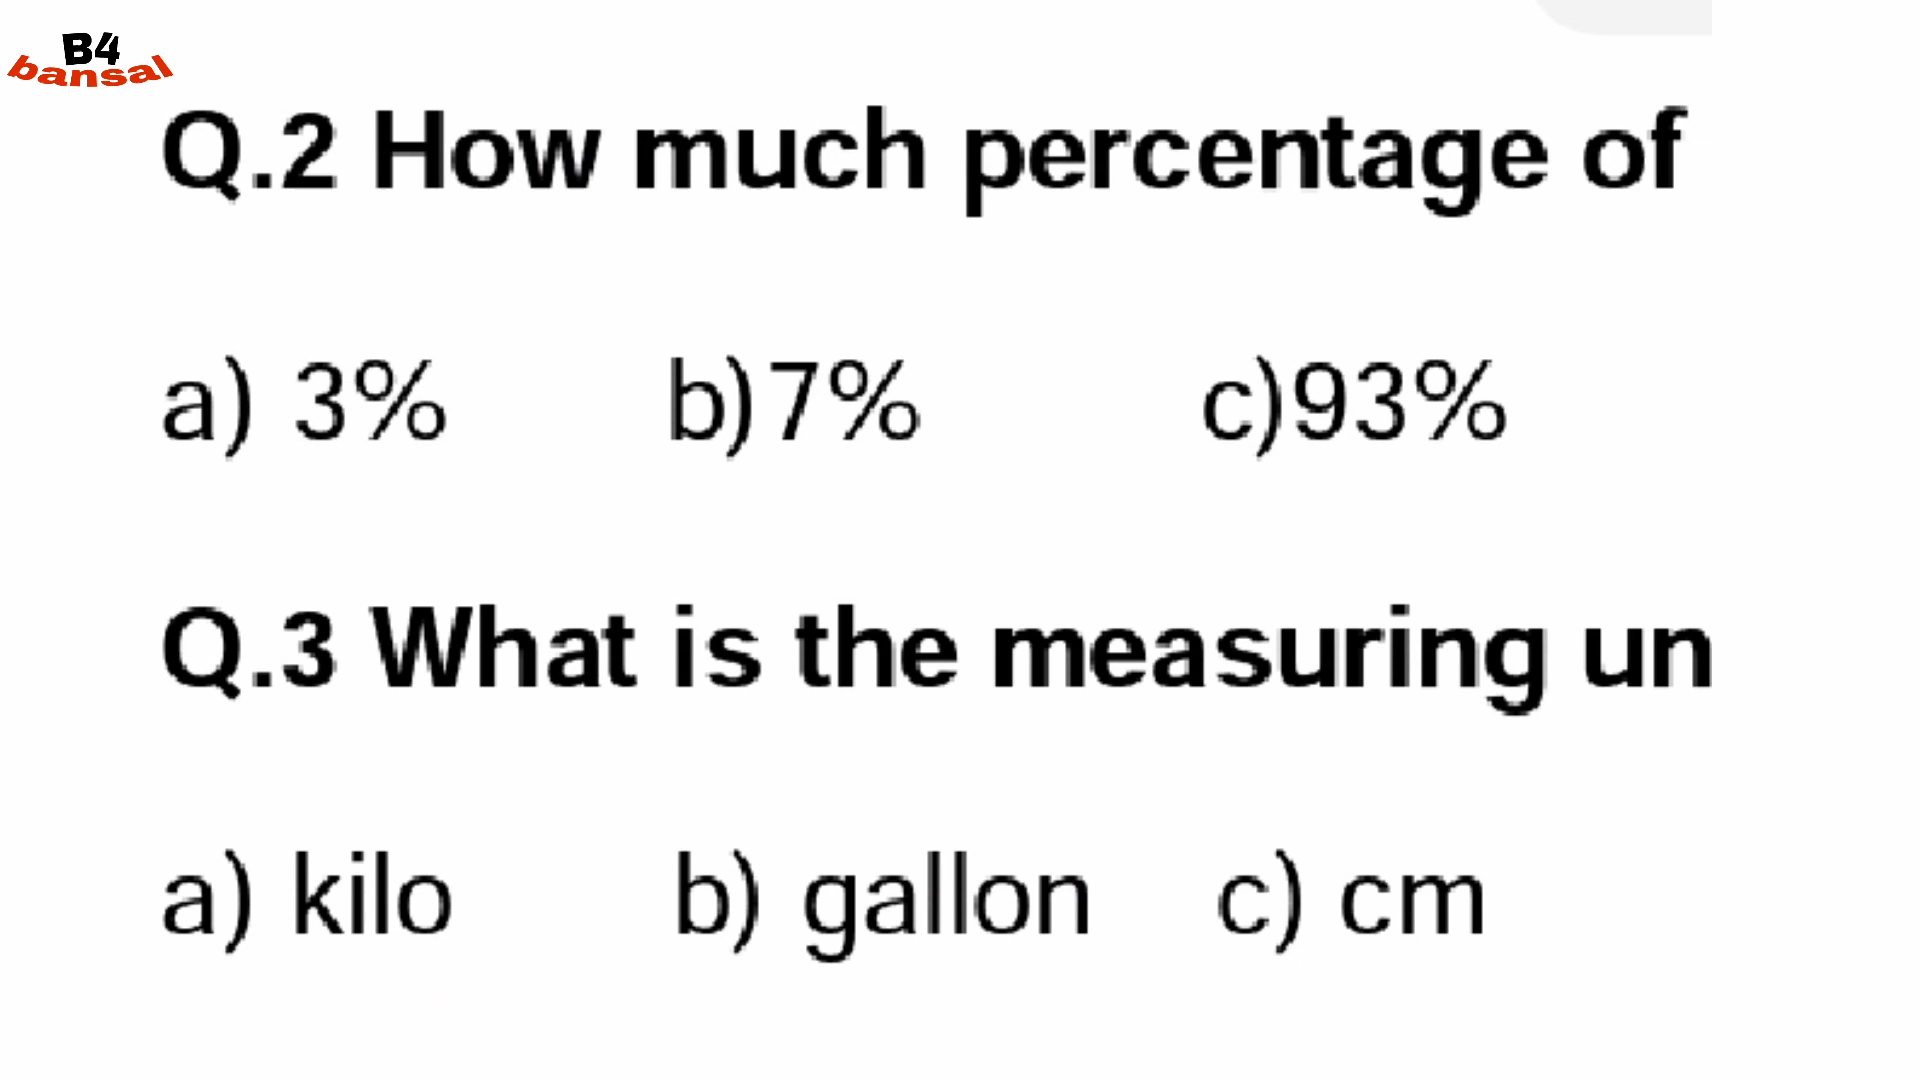 B4
bansal
Q.2 How much percentage of
a) 3% b)7% c)93%
Q.3 What is the measuring un
a) kilo b) gallon c) cm